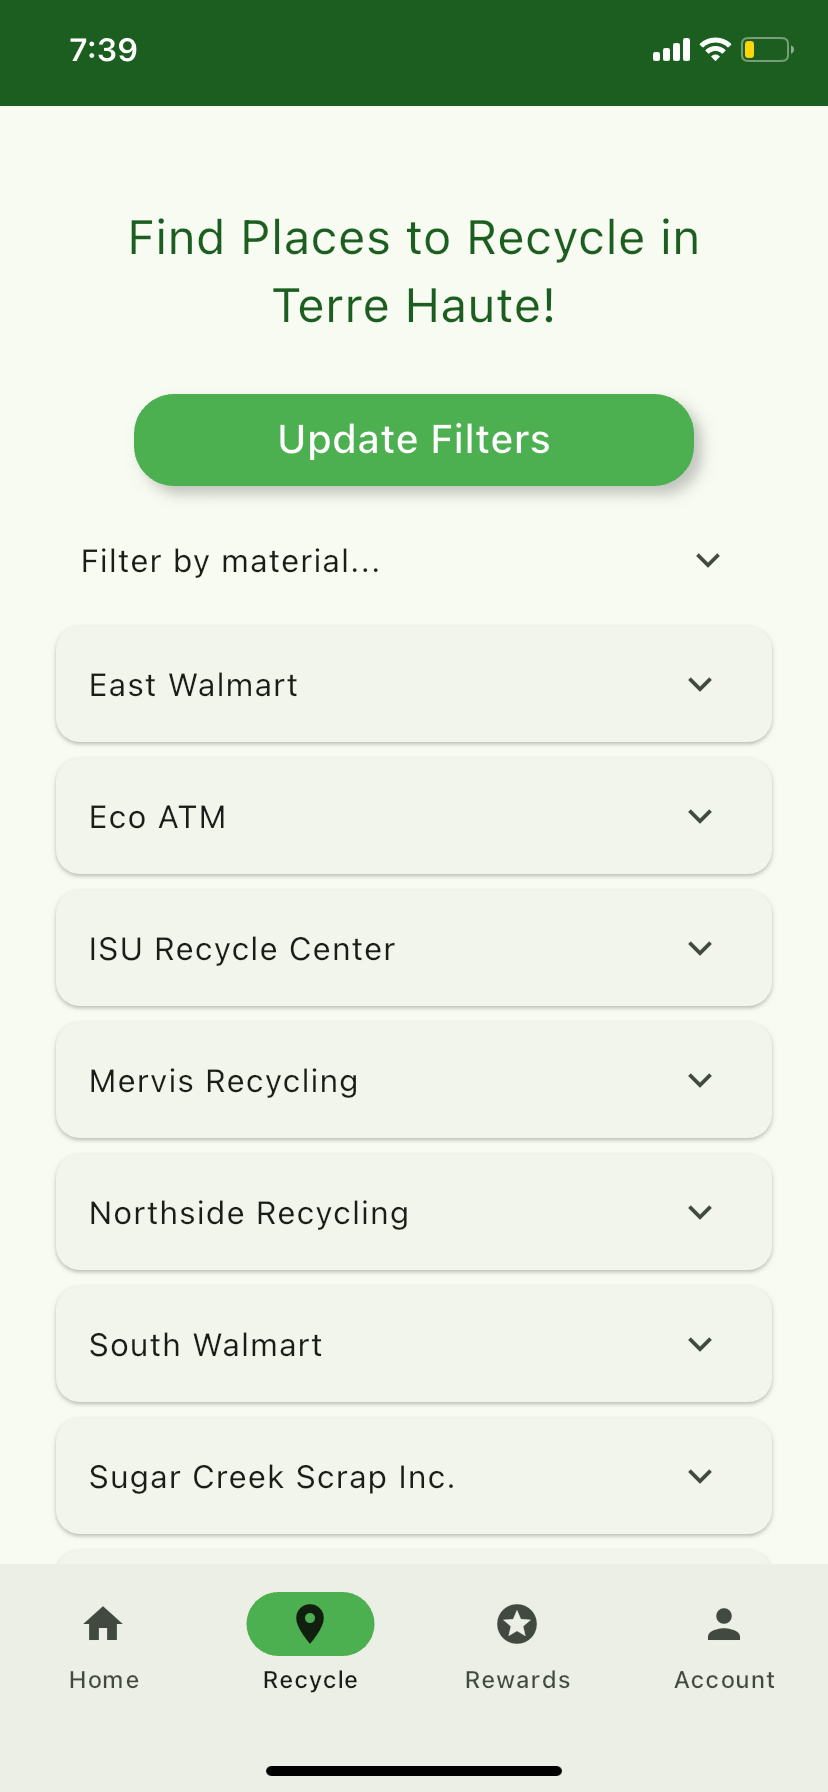 7:39
Find Places to Recycle in
Terre Haute!
Update Filters
Filter by material...
East Walmart
Eco ATM
ISU Recycle Center
Mervis Recycling
Northside Recycling
South Walmart
Sugar Creek Scrap Inc.
Home
Recycle
Rewards
Account